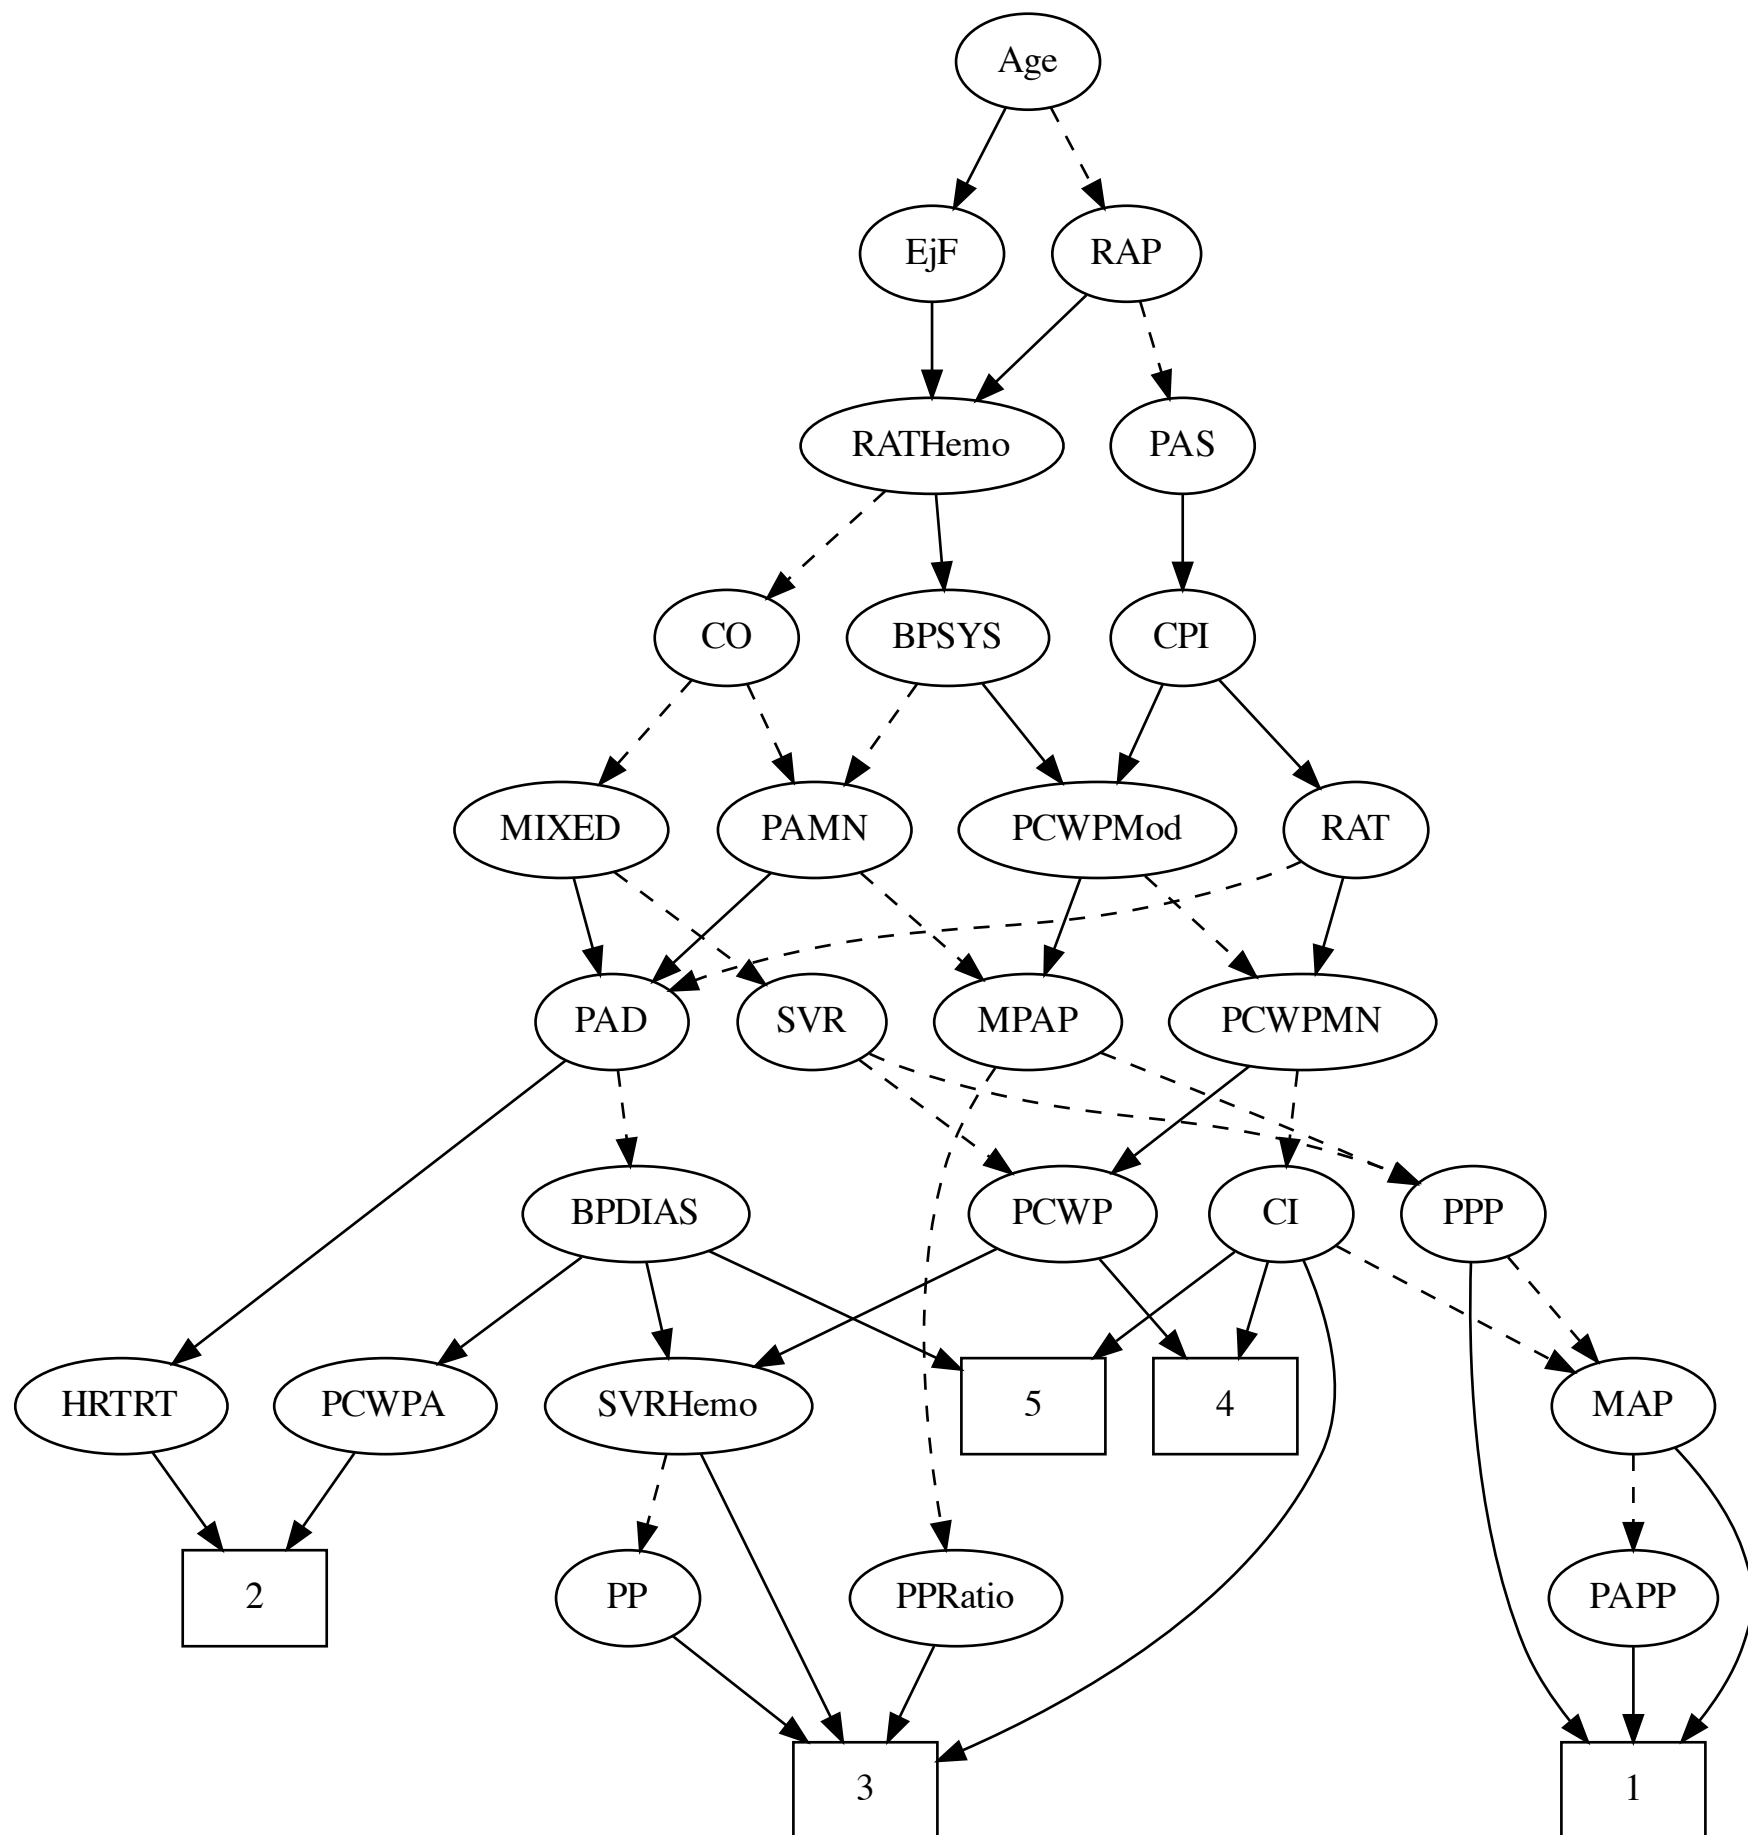 Age
EjF
RAP
RATHemo
PAS
CO
BPSYS
CPI
MIXED
PAMN
PCWPMod
RAT
PAD
SVR
MPAP
PCWPMN
BPDIAS
PCWP
CI
PPP
HRTRT
PCWPA
SVRHemo
5
4
MAP
2
PP
PPRatio
PAPP
3
1